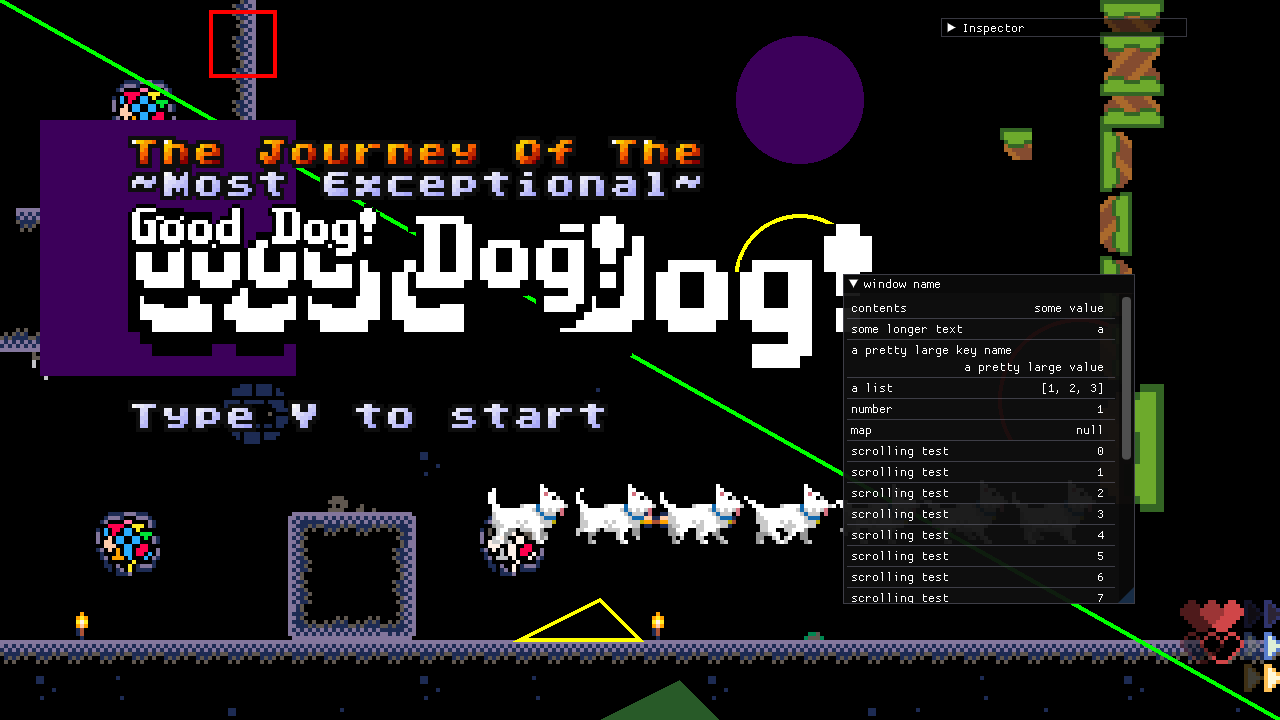 Inspector
The Journey Of The
~Most Exceptional~
Good Dog!
Dog!
Dog!
Type V to start
window name
contents some value
some longer text a
a pretty large key name
a pretty large value
a list [1, 2, 3]
number 1
map null
scrolling test 0
scrolling test 1
scrolling test 2
scrolling test 3
scrolling test 4
scrolling test 5
scrolling test 6
scrolling test 7